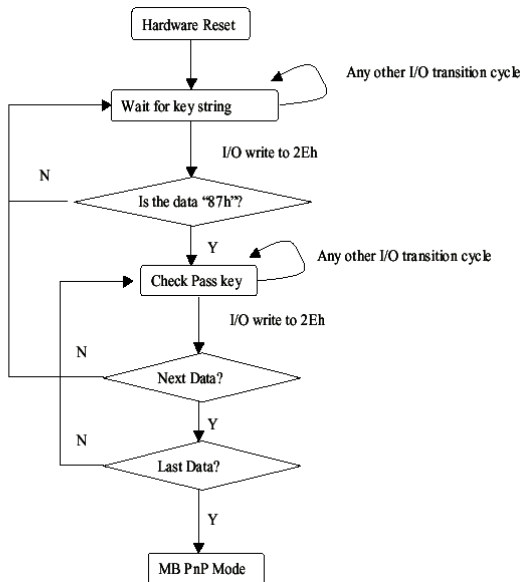 Hardware Reset
Any other I/O transition cycle
Wait for key string
I/O write to 2Eh
N
Is the data “87h”?
Y
Any other I/O transition cycle
Check Pass key
I/O write to 2Eh
N
Next Data?
Y
N
Last Data?
Y
MB PnP Mode